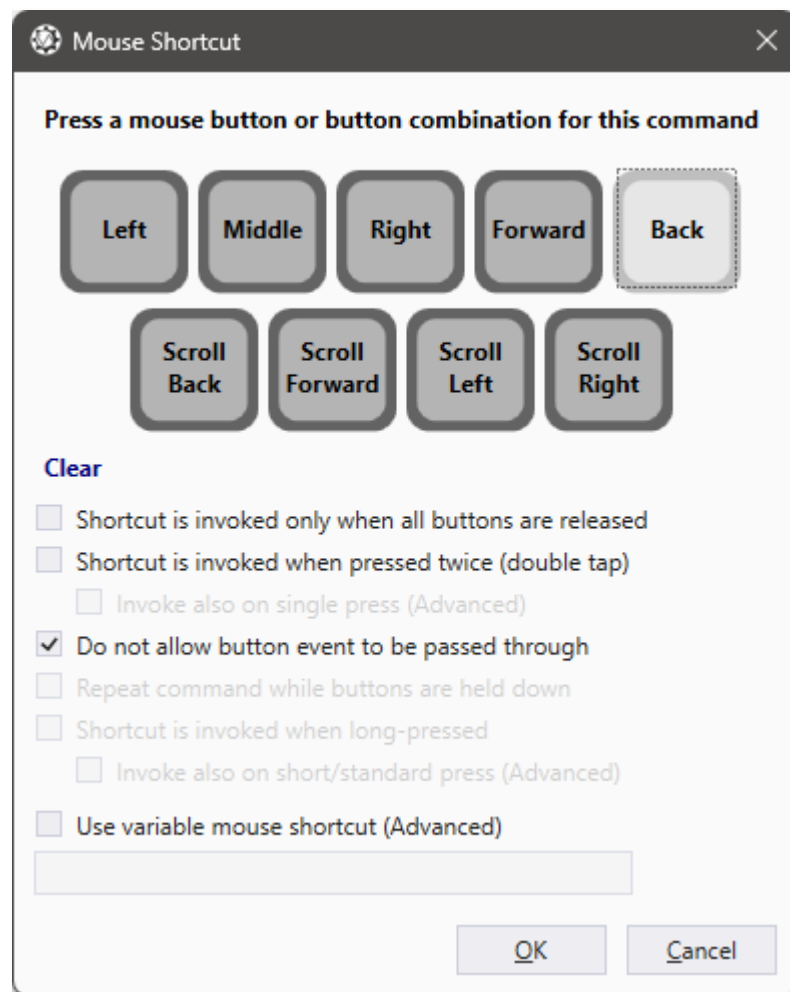 Mouse Shortcut
Press a mouse button or button combination for this command
Left Middle Right Forward Back
Scroll Back Scroll Forward Scroll Left Scroll Right
Clear
Shortcut is invoked only when all buttons are released
Shortcut is invoked when pressed twice (double tap)
Invoke also on single press (Advanced)
Do not allow button event to be passed through
Repeat command while buttons are held down
Shortcut is invoked when long-pressed
Invoke also on short/standard press (Advanced)
Use variable mouse shortcut (Advanced)
OK Cancel